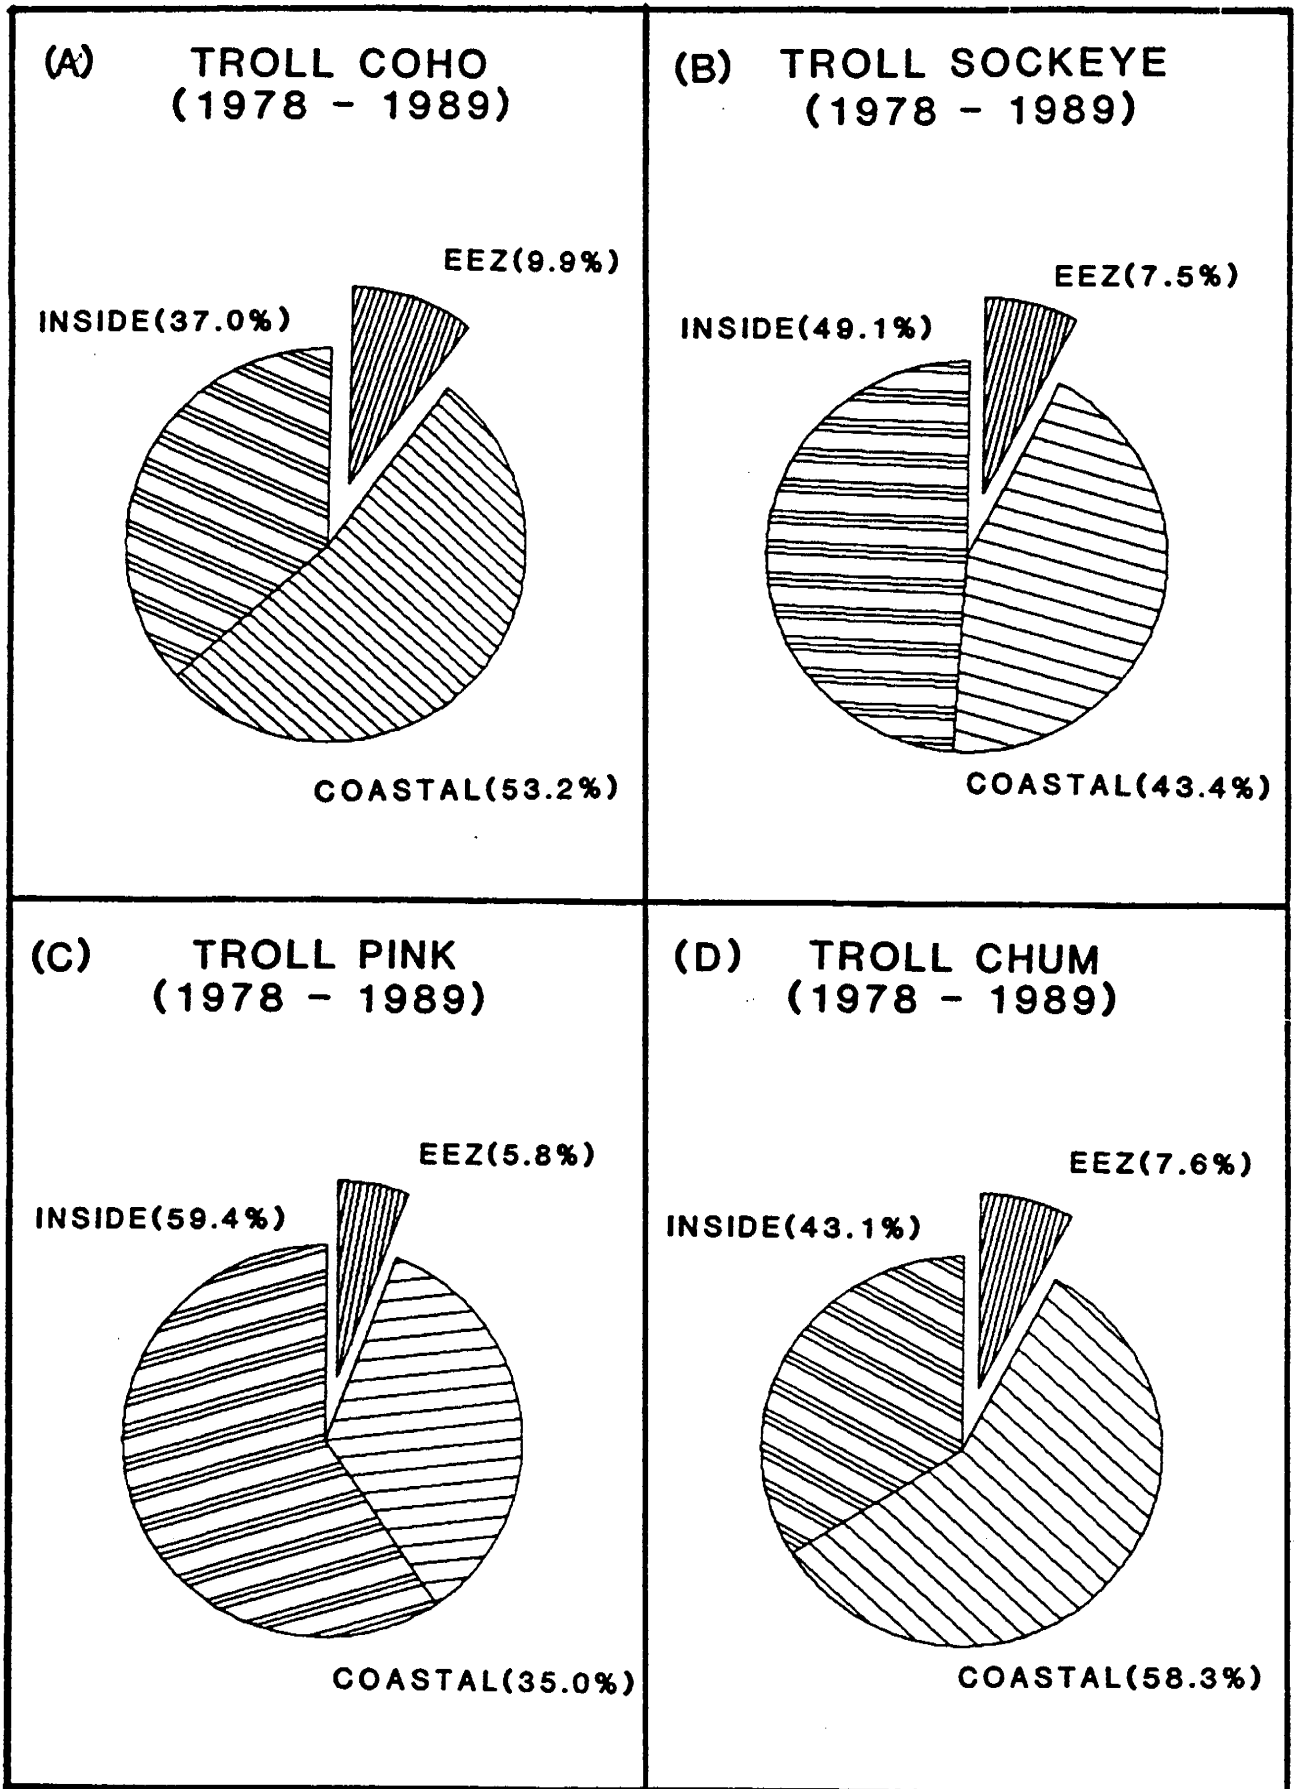 (A) TROLL COHO
(1978 - 1989)
EEZ(9.9%)
INSIDE(37.0%)
COASTAL(53.2%)
(B) TROLL SOCKEYE
(1978 - 1989)
EEZ(7.5%)
INSIDE(49.1%)
COASTAL(43.4%)
(C) TROLL PINK
(1978 - 1989)
EEZ(5.8%)
INSIDE(59.4%)
COASTAL(35.0%)
(D) TROLL CHUM
(1978 - 1989)
EEZ(7.6%)
INSIDE(43.1%)
COASTAL(58.3%)